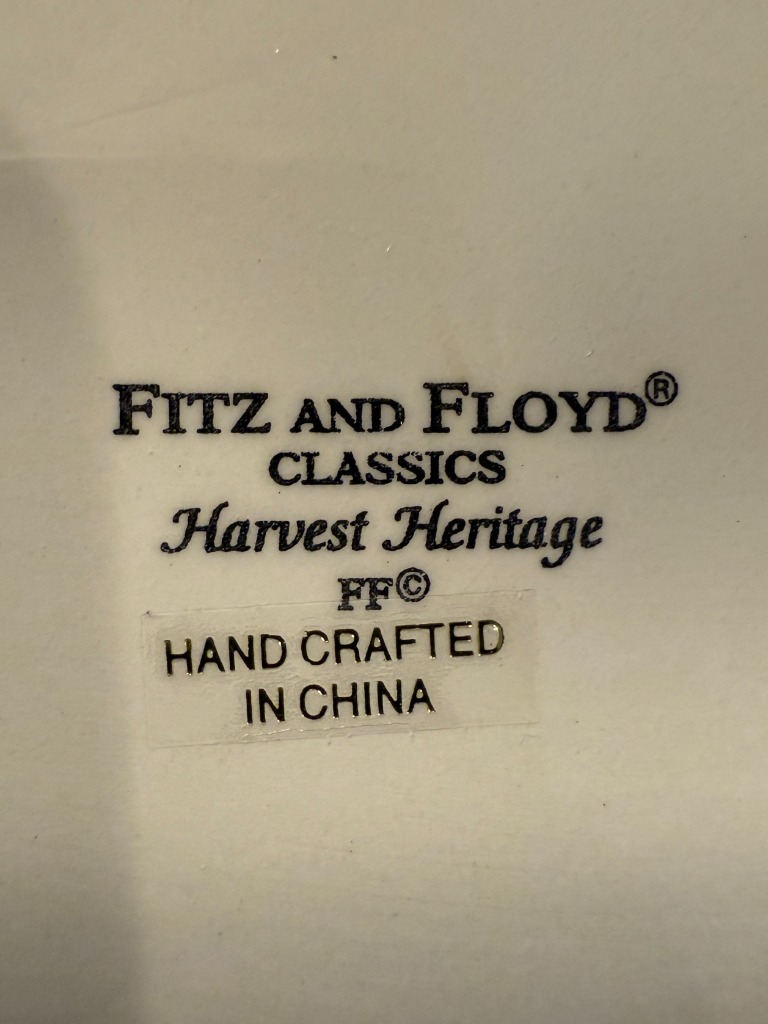 FITZ AND FLOYD®
CLASSICS
Harvest Heritage
FF©
HAND CRAFTED
IN CHINA